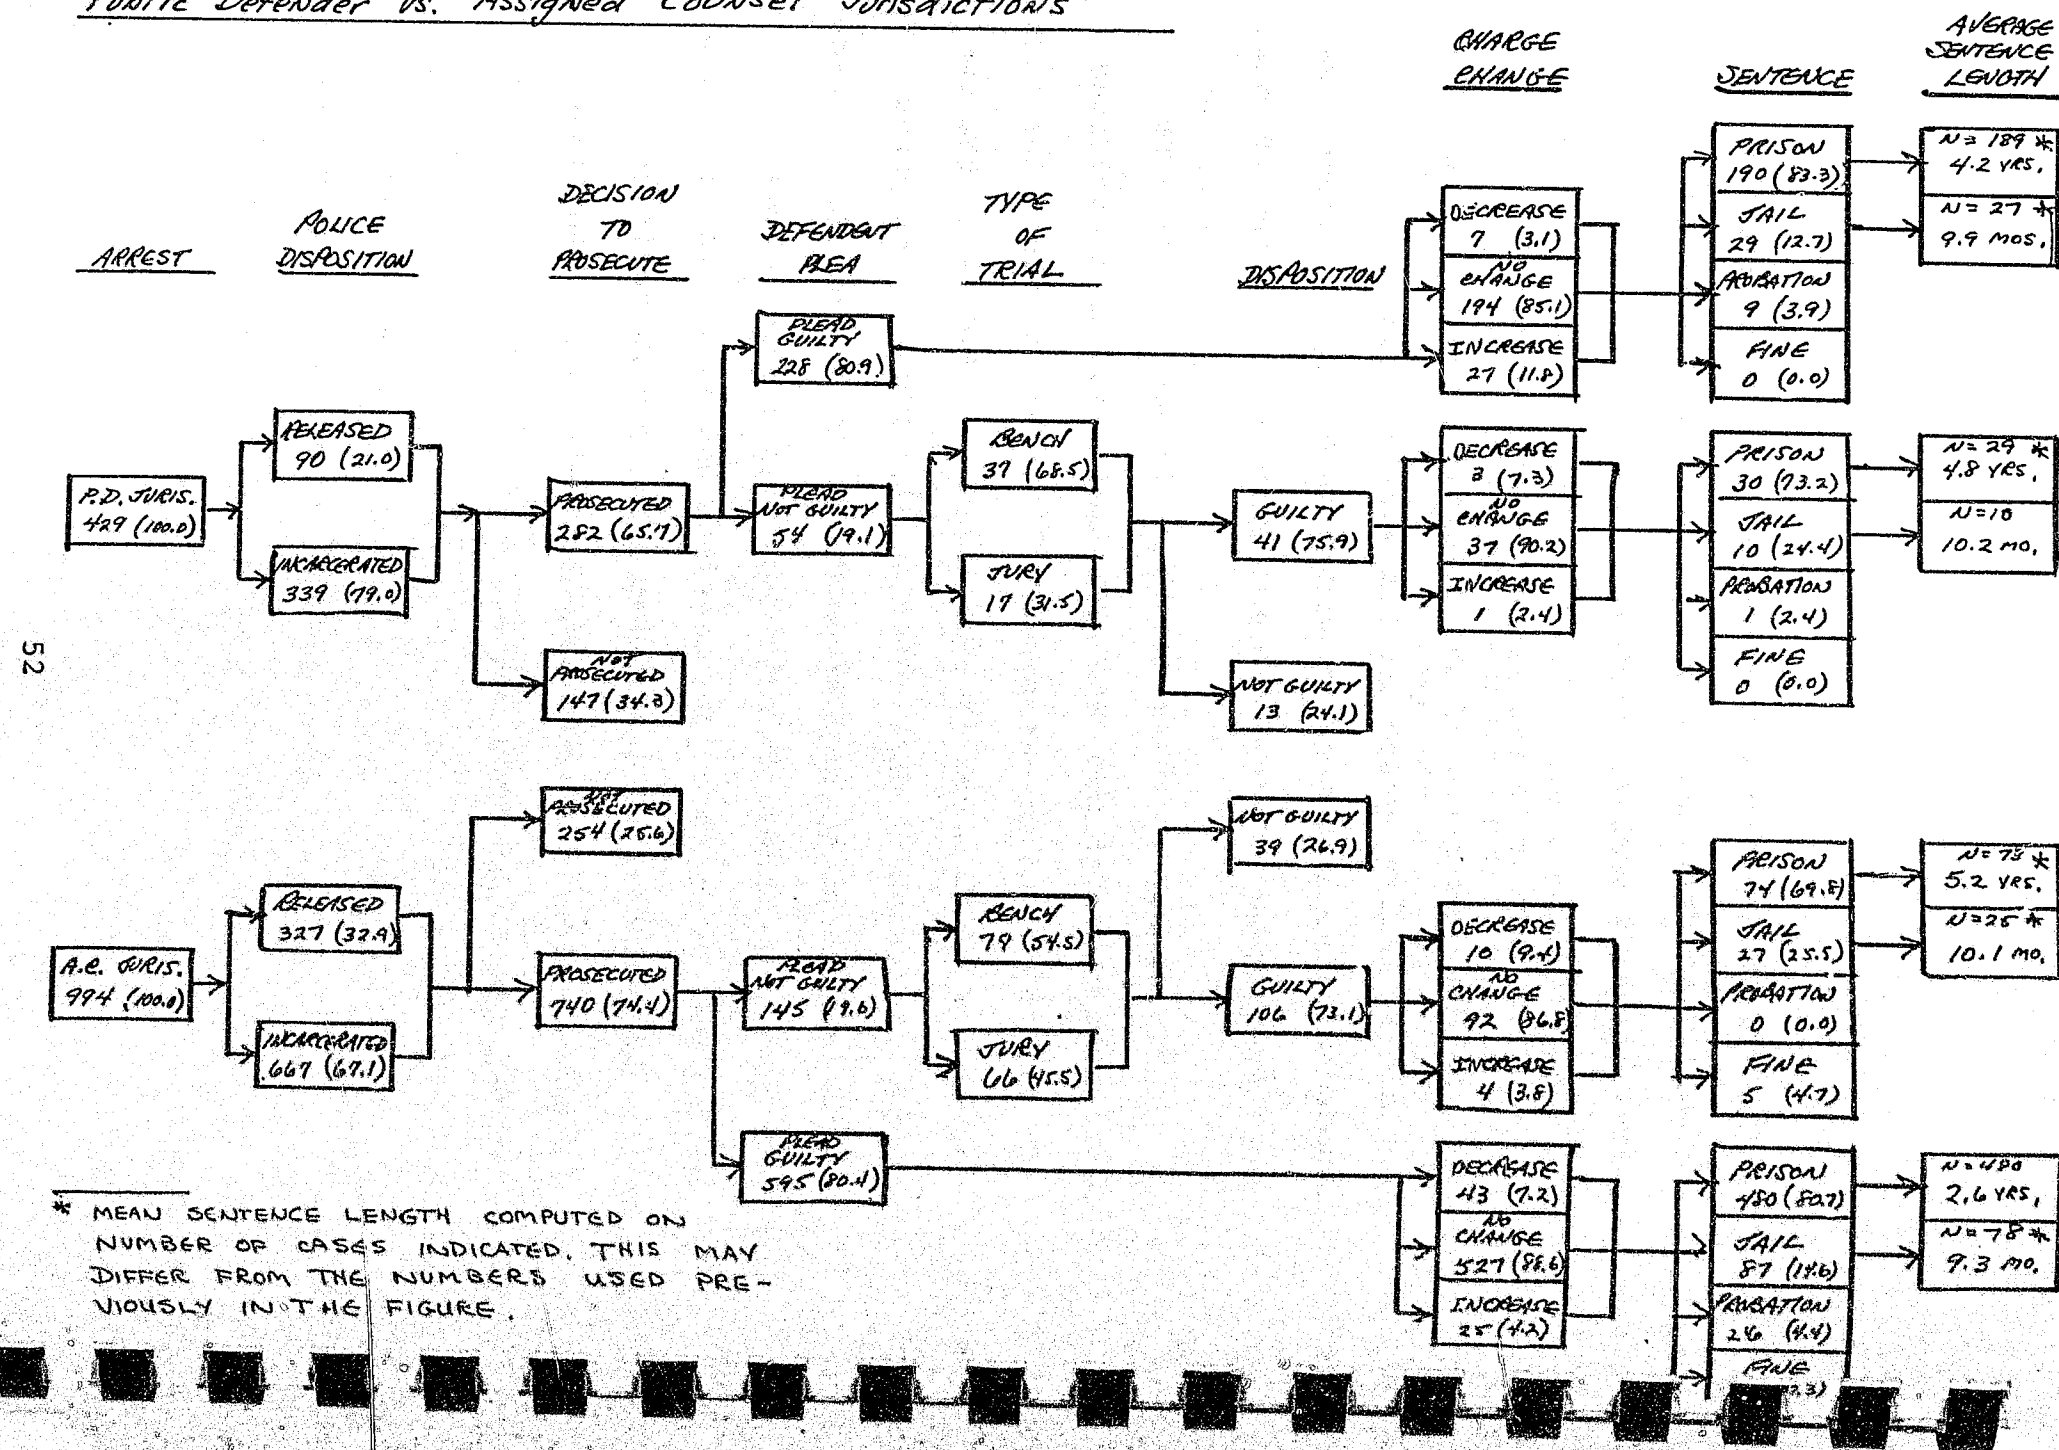 Public Defender vs. Assigned Counsel Jurisdictions
CHARGE
CHANGE
SENTENCE
AVERAGE
SENTENCE
LENGTH
ARREST
POLICE
DISPOSITION
DECISION
TO
PROSECUTE
DEFENDENT
PLEA
TYPE
OF
TRIAL
DISPOSITION
PLEAD
GUILTY
228 (80.9)
DECREASE
7 (3.1)
NO
CHANGE
194 (85.1)
INCREASE
27 (11.8)
PRISON
190 (83.3)
JAIL
29 (12.7)
PROBATION
9 (3.9)
FINE
0 (0.0)
N= 189 *
4.2 YRS.
N= 27 *
9.9 MOS.
P.D. JURIS.
429 (100.0)
RELEASED
90 (21.0)
INCARCERATED
339 (79.0)
PROSECUTED
282 (65.7)
NOT
PROSECUTED
147 (34.3)
PLEAD
NOT GUILTY
54 (19.1)
BENCH
37 (68.5)
JURY
17 (31.5)
GUILTY
41 (75.9)
NOT GUILTY
13 (24.1)
DECREASE
3 (7.3)
NO
CHANGE
37 (90.2)
INCREASE
1 (2.4)
PRISON
30 (73.2)
JAIL
10 (24.4)
PROBATION
1 (2.4)
FINE
0 (0.0)
N= 29 *
4.8 YRS.
N=10
10.2 MO.
52
A.C. JURIS.
994 (100.0)
RELEASED
327 (32.9)
INCARCERATED
667 (67.1)
NOT
PROSECUTED
254 (25.6)
PROSECUTED
740 (74.4)
PLEAD
NOT GUILTY
145 (19.6)
PLEAD
GUILTY
595 (80.4)
BENCH
79 (54.5)
JURY
66 (45.5)
NOT GUILTY
39 (26.9)
GUILTY
106 (73.1)
DECREASE
10 (9.4)
NO
CHANGE
92 (86.8)
INCREASE
4 (3.8)
PRISON
74 (69.8)
JAIL
27 (25.5)
PROBATION
0 (0.0)
FINE
5 (4.7)
N= 73 *
5.2 YRS.
N=25 *
10.1 MO.
DECREASE
43 (7.2)
NO
CHANGE
527 (88.6)
INCREASE
25 (4.2)
PRISON
480 (80.7)
JAIL
87 (14.6)
PROBATION
26 (4.4)
FINE
N=480
2.6 YRS.
N=78 *
9.3 MO.
* MEAN SENTENCE LENGTH COMPUTED ON
NUMBER OF CASES INDICATED. THIS MAY
DIFFER FROM THE NUMBERS USED PRE-
VIOUSLY IN THE FIGURE.